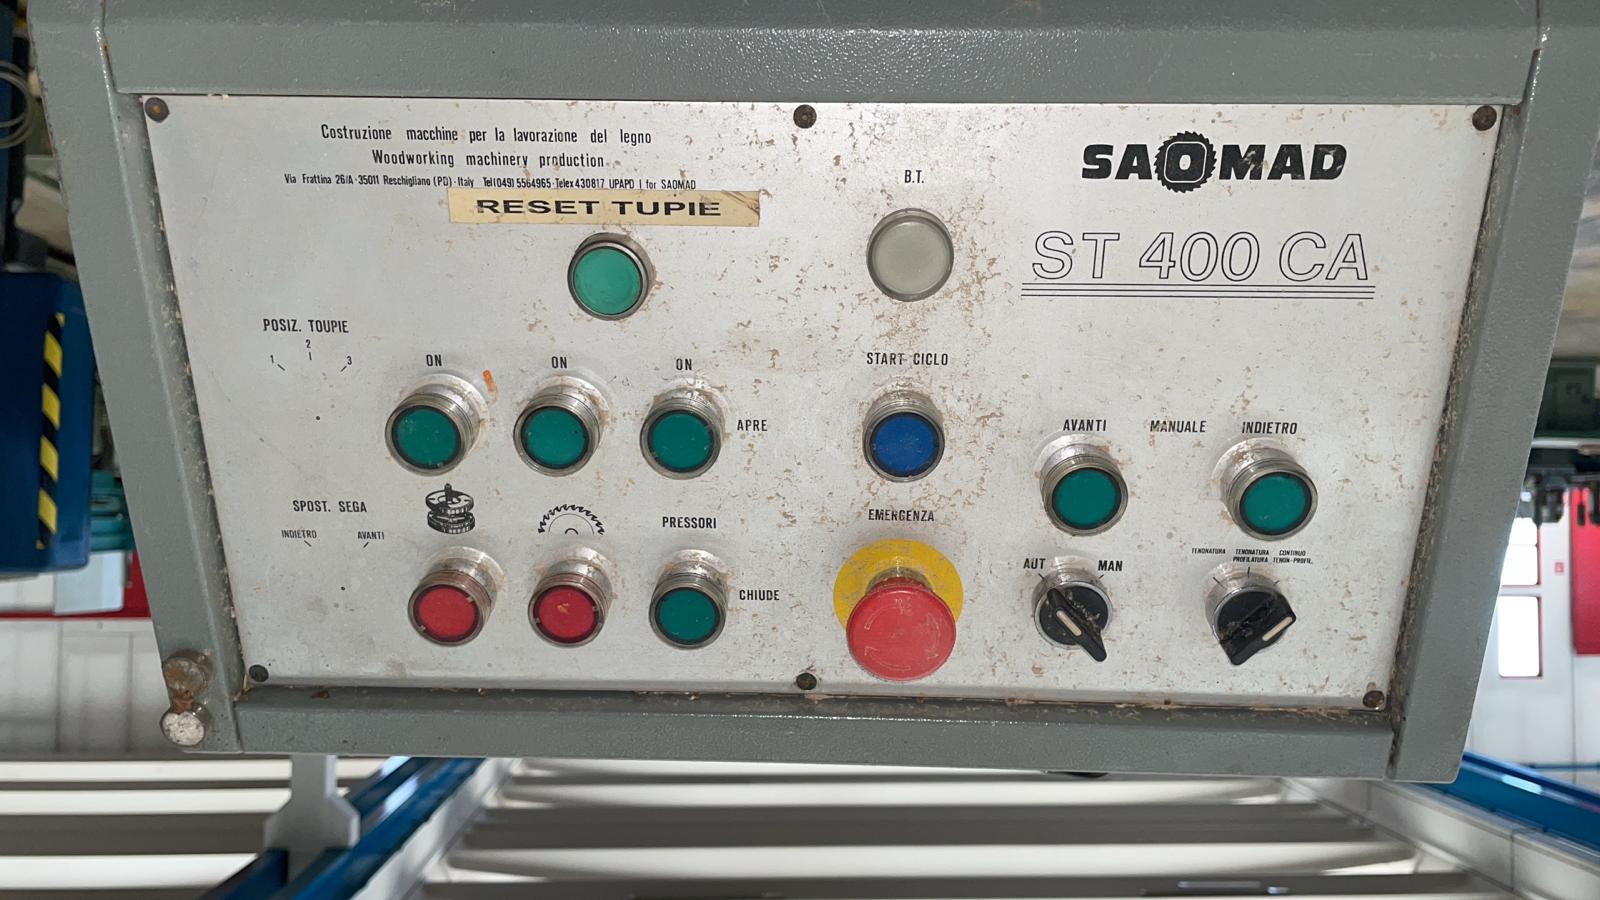 Costruzione macchine per la lavorazione del legno
Woodworking machinery production
Via Frattina 26/A - 35011 Reschigliano (PD) - Italy Tel(049) 5564965 - Telex 430817 UPAPD I for SAOMAD
RESET TUPIE
B.T.
SAOMAD
ST 400 CA
POSIZ. TOUPIE
1 2 3
ON ON ON
APRE
START CICLO
AVANTI MANUALE INDIETRO
SPOST. SEGA
INDIETRO AVANTI
PRESSORI
CHIUDE
EMERGENZA
AUT MAN
TENONATURA
TENONATURA PROFILATURA
CONTINUO TENON-PROFIL.